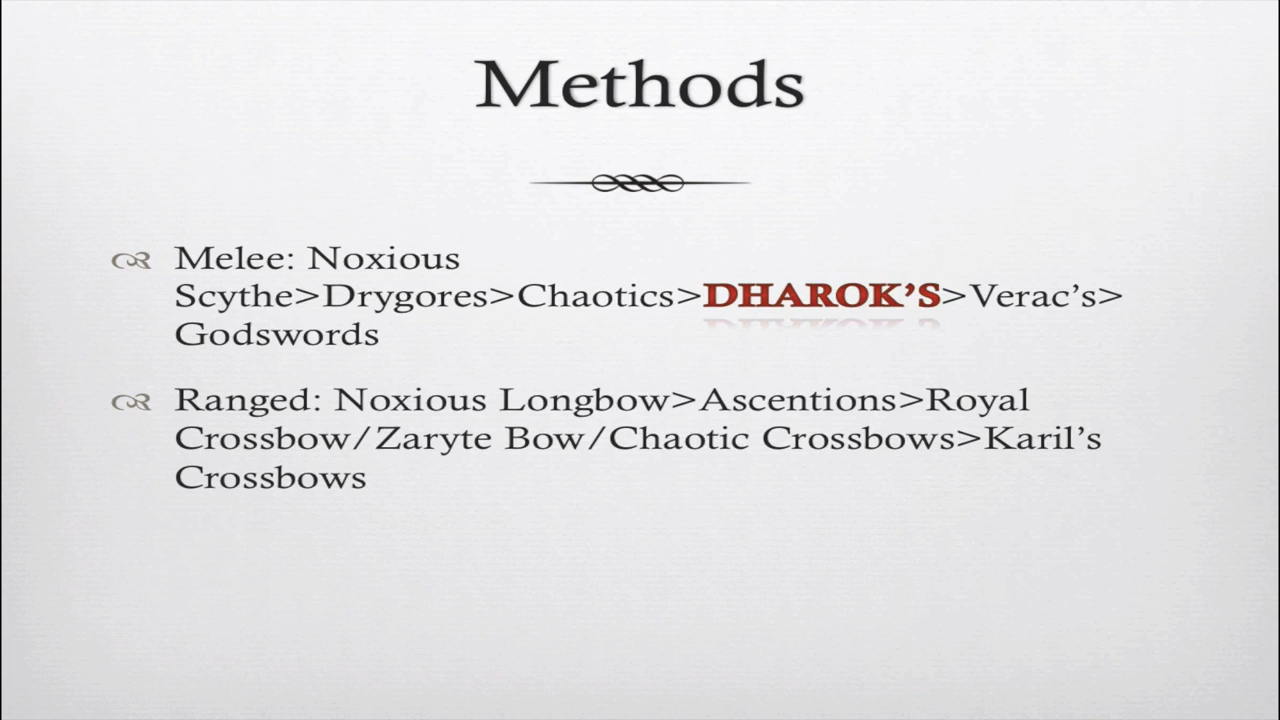 Methods
Melee: Noxious
Scythe>Drygores>Chaotics>DHAROK’S>Verac’s>
Godswords
Ranged: Noxious Longbow>Ascentions>Royal
Crossbow/Zaryte Bow/Chaotic Crossbows>Karil’s
Crossbows